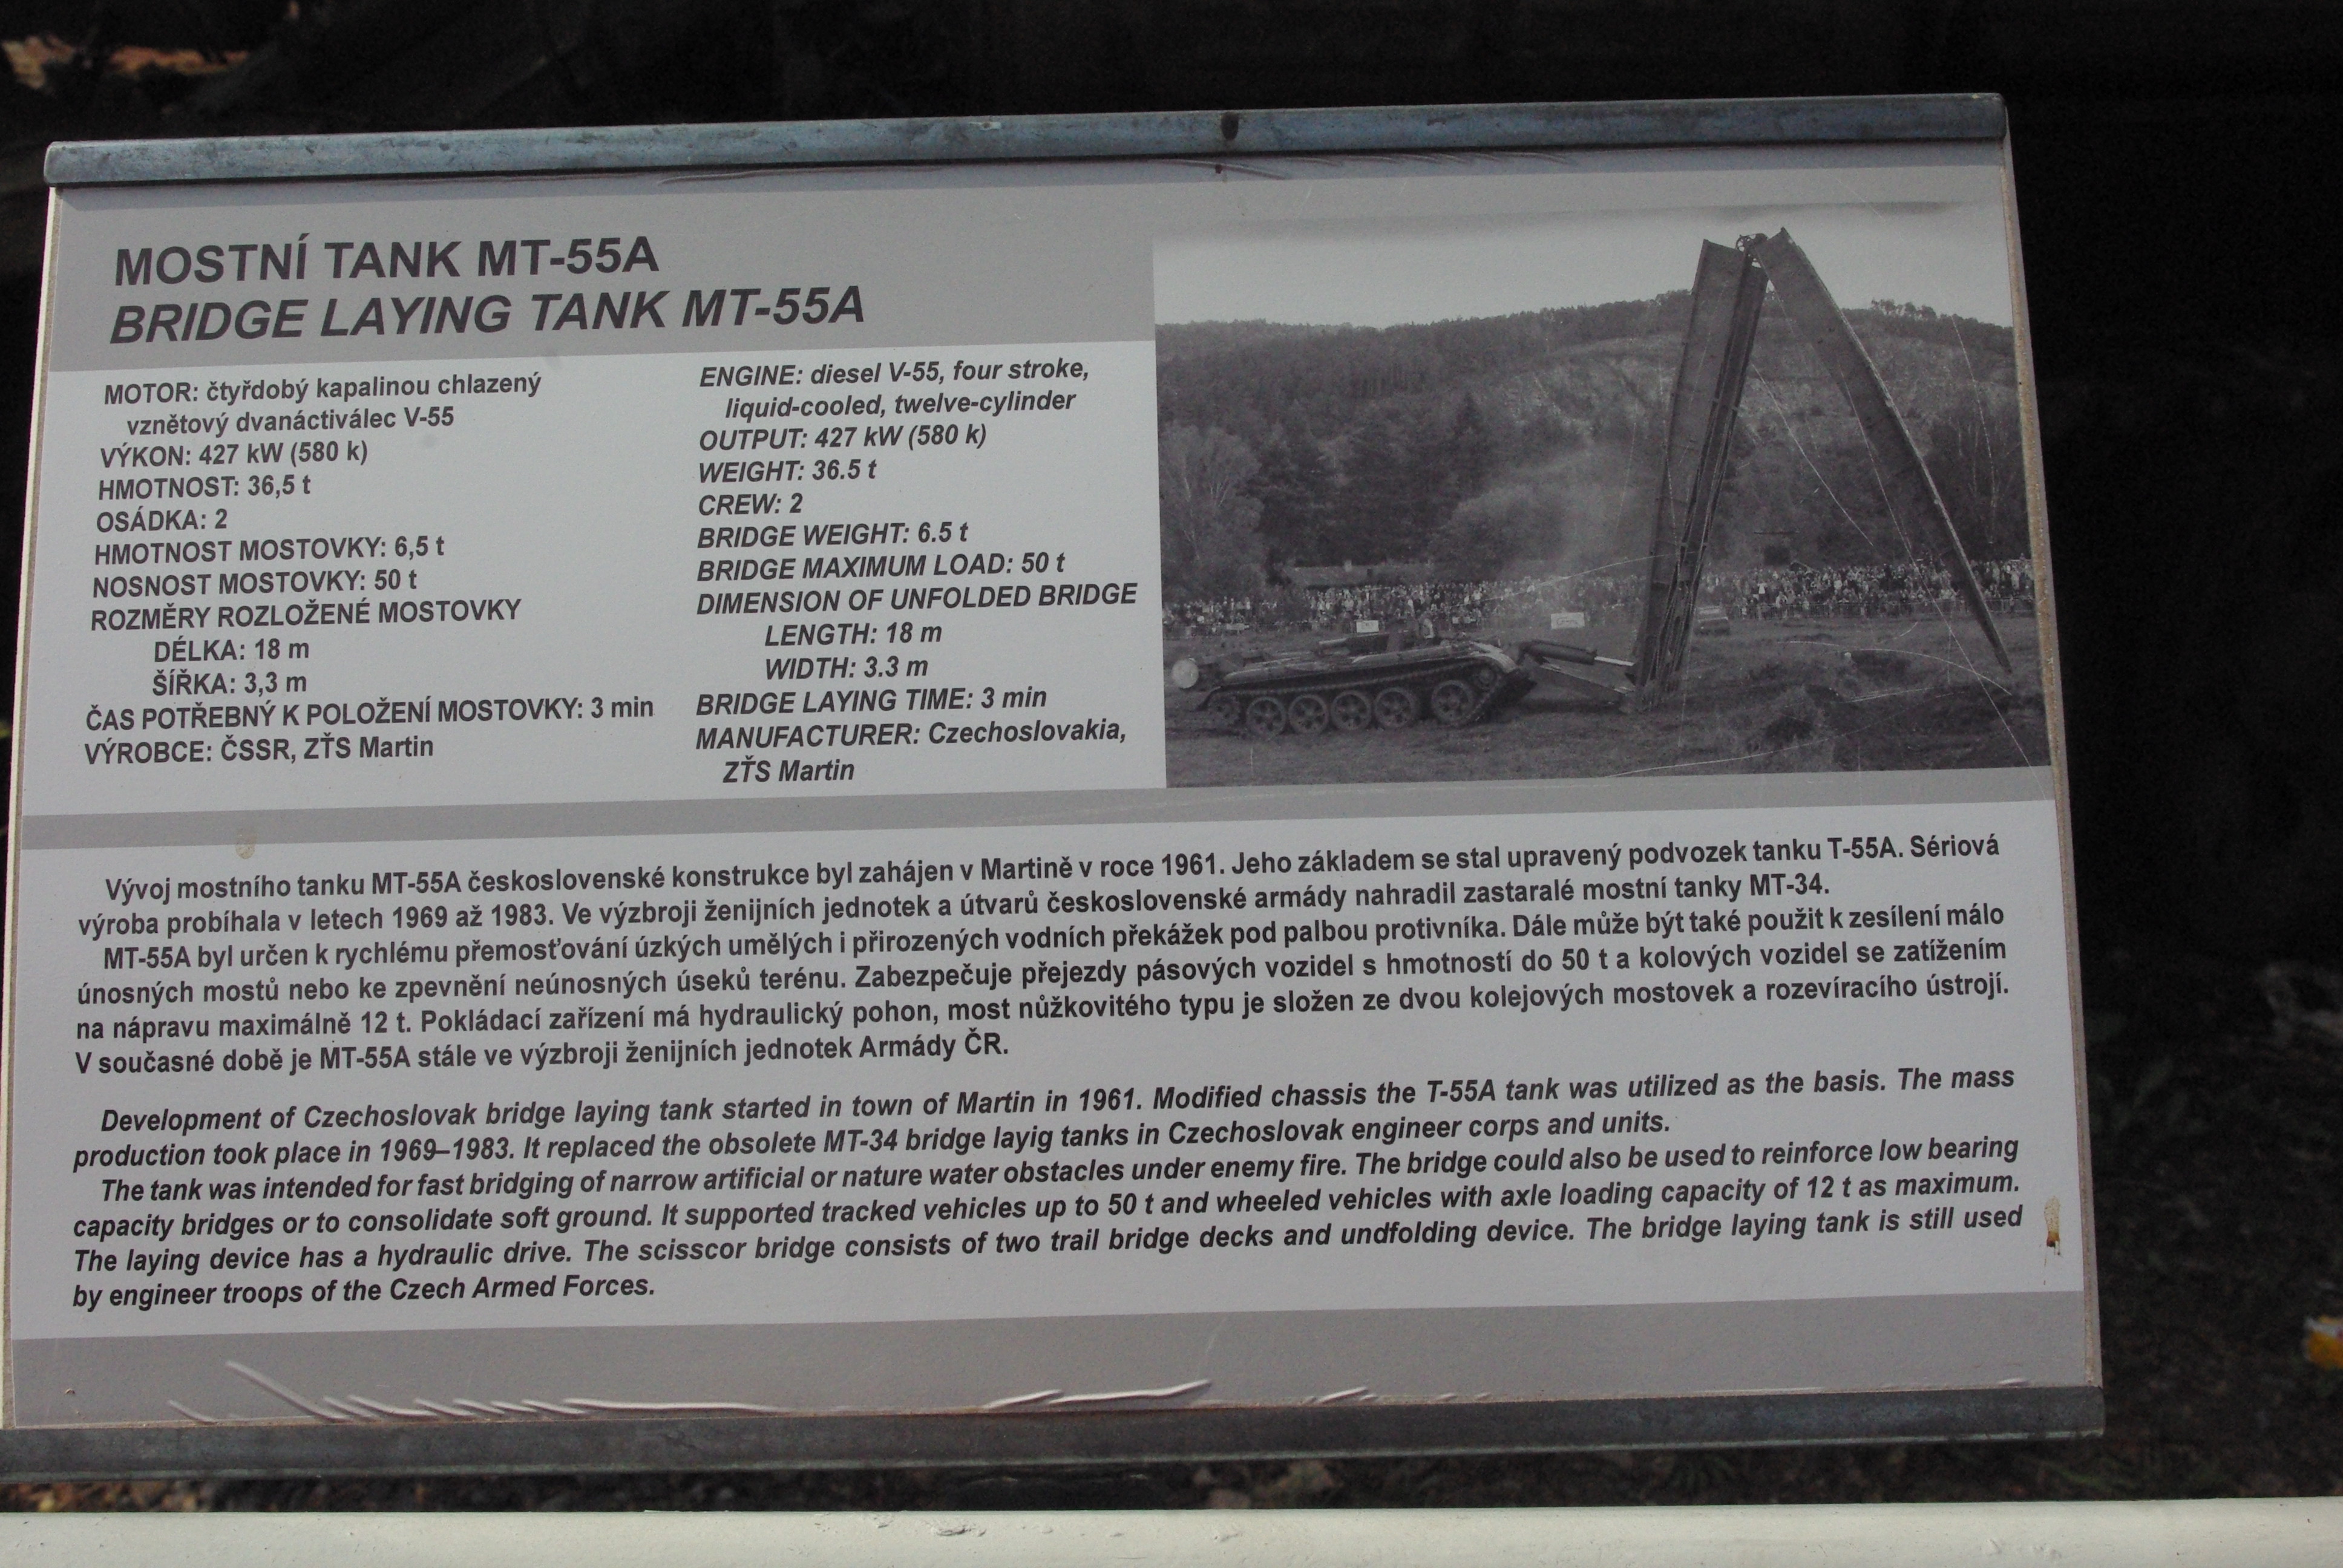 MOSTNÍ TANK MT-55A
BRIDGE LAYING TANK MT-55A
MOTOR: čtyřdobý kapalinou chlazený
vznětový dvanáctiválec V-55
VÝKON: 427 kW (580 k)
HMOTNOST: 36,5 t
OSÁDKA: 2
HMOTNOST MOSTOVKY: 6,5 t
NOSNOST MOSTOVKY: 50 t
ROZMĚRY ROZLOŽENÉ MOSTOVKY
DÉLKA: 18 m
ŠÍŘKA: 3,3 m
ČAS POTŘEBNÝ K POLOŽENÍ MOSTOVKY: 3 min
VÝROBCE: ČSSR, ZŤS Martin
ENGINE: diesel V-55, four stroke,
liquid-cooled, twelve-cylinder
OUTPUT: 427 kW (580 k)
WEIGHT: 36.5 t
CREW: 2
BRIDGE WEIGHT: 6.5 t
BRIDGE MAXIMUM LOAD: 50 t
DIMENSION OF UNFOLDED BRIDGE
LENGTH: 18 m
WIDTH: 3.3 m
BRIDGE LAYING TIME: 3 min
MANUFACTURER: Czechoslovakia,
ZŤS Martin
Vývoj mostního tanku MT-55A československé konstrukce byl zahájen v Martině v roce 1961. Jeho základem se stal upravený podvozek tanku T-55A. Sériová
výroba probíhala v letech 1969 až 1983. Ve výzbroji ženijních jednotek a útvarů československé armády nahradil zastaralé mostní tanky MT-34.
MT-55A byl určen k rychlému přemosťování úzkých umělých i přirozených vodních překážek pod palbou protivníka. Dále může být také použit k zesílení málo
únosných mostů nebo ke zpevnění neúnosných úseků terénu. Zabezpečuje přejezdy pásových vozidel s hmotností do 50 t a kolových vozidel se zatížením
na nápravu maximálně 12 t. Pokládací zařízení má hydraulický pohon, most nůžkovitého typu je složen ze dvou kolejových mostovek a rozevíracího ústrojí.
V současné době je MT-55A stále ve výzbroji ženijních jednotek Armády ČR.
Development of Czechoslovak bridge laying tank started in town of Martin in 1961. Modified chassis the T-55A tank was utilized as the basis. The mass
production took place in 1969–1983. It replaced the obsolete MT-34 bridge layig tanks in Czechoslovak engineer corps and units.
The tank was intended for fast bridging of narrow artificial or nature water obstacles under enemy fire. The bridge could also be used to reinforce low bearing
capacity bridges or to consolidate soft ground. It supported tracked vehicles up to 50 t and wheeled vehicles with axle loading capacity of 12 t as maximum.
The laying device has a hydraulic drive. The scisscor bridge consists of two trail bridge decks and undfolding device. The bridge laying tank is still used
by engineer troops of the Czech Armed Forces.